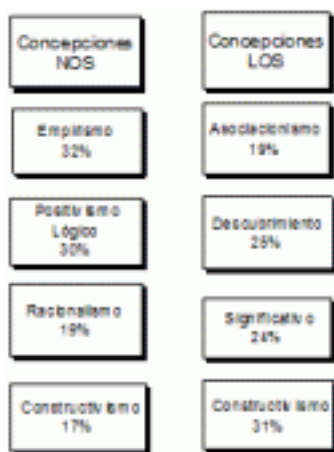 Concepciones
NOS
Empirismo
32%
Positivismo
Lógico
30%
Racionalismo
19%
Constructivismo
17%
Concepciones
LOS
Asociacionismo
19%
Descubrimiento
25%
Significativo
24%
Constructivismo
31%